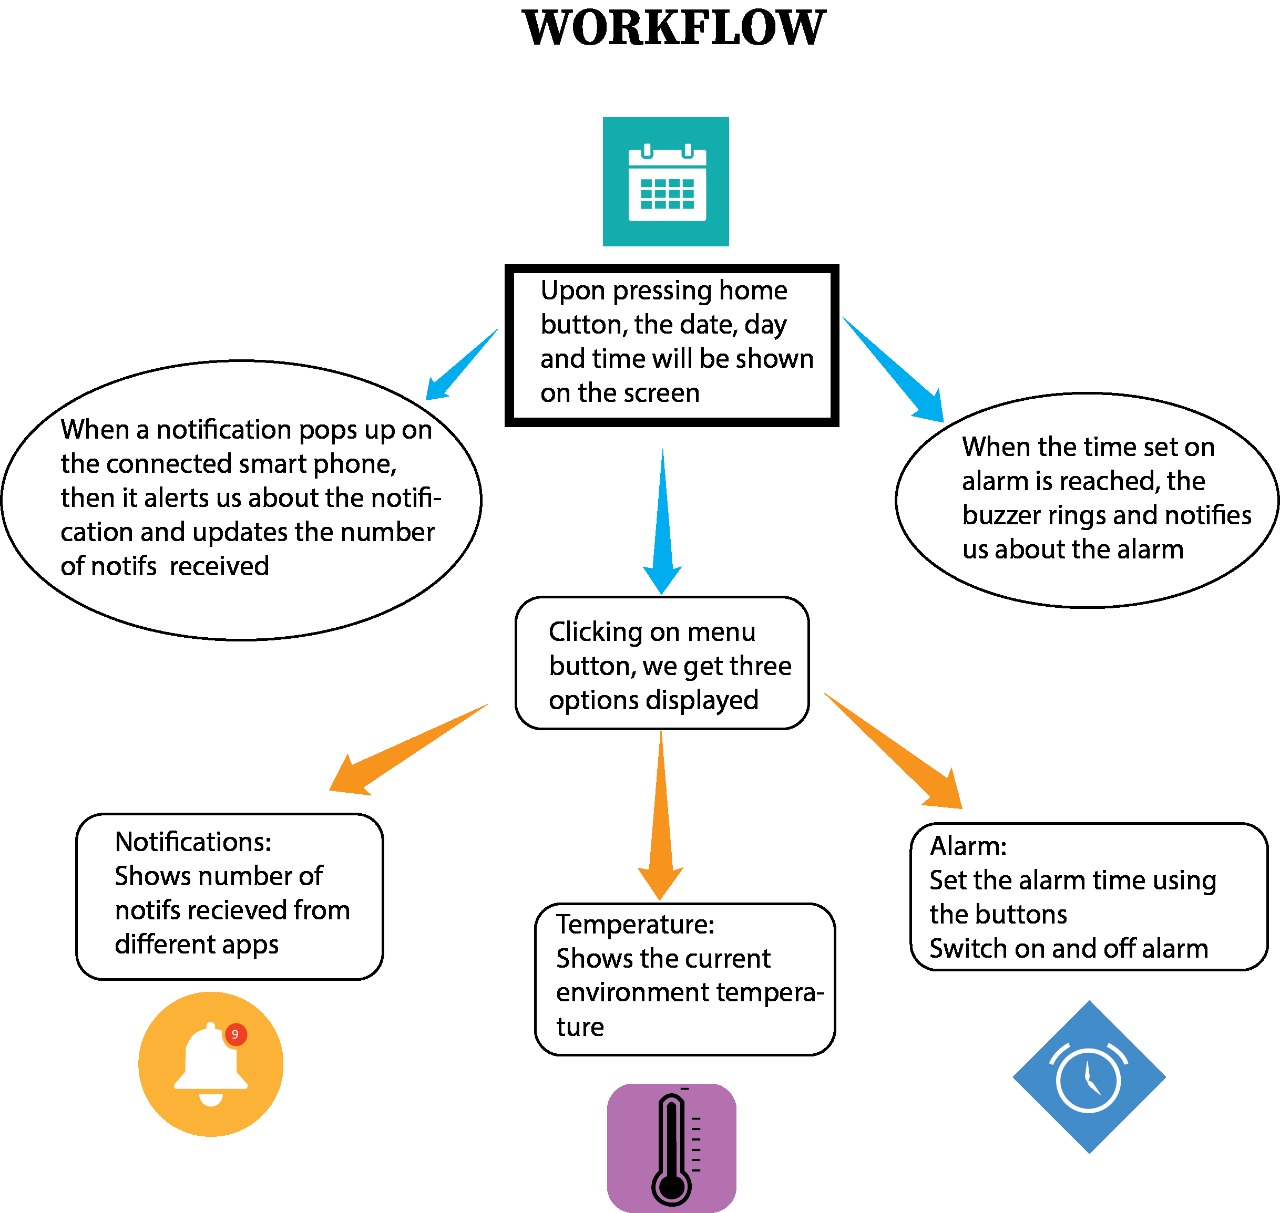 WORKFLOW
Upon pressing home
button, the date, day
and time will be shown
on the screen
When a notification pops up on
the connected smart phone,
then it alerts us about the notifi-
cation and updates the number
of notifs  received
When the time set on
alarm is reached, the
buzzer rings and notifies
us about the alarm
Clicking on menu
button, we get three
options displayed
Notifications:
Shows number of
notifs recieved from
different apps
9
Temperature:
Shows the current
environment tempera-
ture
Alarm:
Set the alarm time using
the buttons
Switch on and off alarm